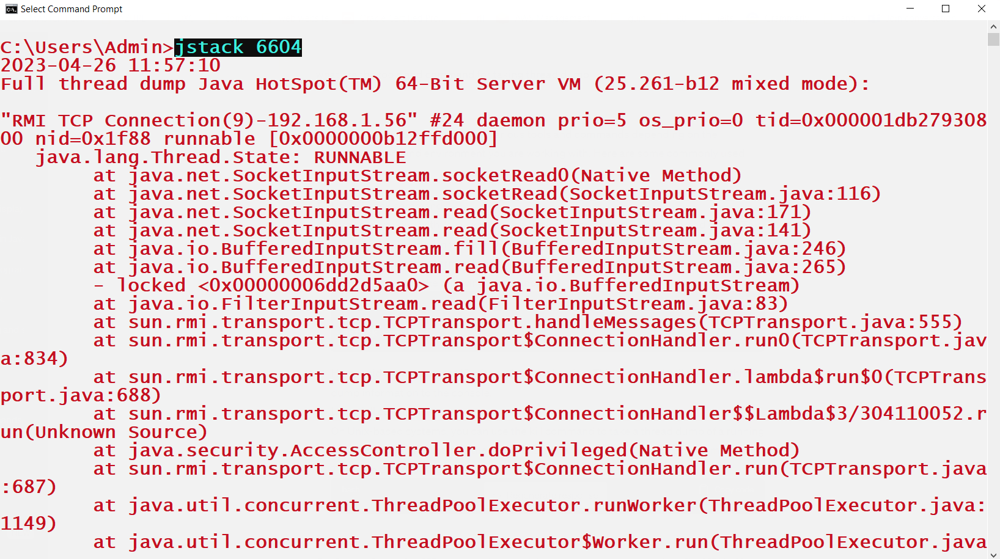 Select Command Prompt
C:\Users\Admin>jstack 6604
2023-04-26 11:57:10
Full thread dump Java HotSpot(TM) 64-Bit Server VM (25.261-b12 mixed mode):
"RMI TCP Connection(9)-192.168.1.56" #24 daemon prio=5 os_prio=0 tid=0x000001db279308
00 nid=0x1f88 runnable [0x0000000b12ffd000]
   java.lang.Thread.State: RUNNABLE
        at java.net.SocketInputStream.socketRead0(Native Method)
        at java.net.SocketInputStream.socketRead(SocketInputStream.java:116)
        at java.net.SocketInputStream.read(SocketInputStream.java:171)
        at java.net.SocketInputStream.read(SocketInputStream.java:141)
        at java.io.BufferedInputStream.fill(BufferedInputStream.java:246)
        at java.io.BufferedInputStream.read(BufferedInputStream.java:265)
        - locked <0x00000006dd2d5aa0> (a java.io.BufferedInputStream)
        at java.io.FilterInputStream.read(FilterInputStream.java:83)
        at sun.rmi.transport.tcp.TCPTransport.handleMessages(TCPTransport.java:555)
        at sun.rmi.transport.tcp.TCPTransport$ConnectionHandler.run0(TCPTransport.jav
a:834)
        at sun.rmi.transport.tcp.TCPTransport$ConnectionHandler.lambda$run$0(TCPTrans
port.java:688)
        at sun.rmi.transport.tcp.TCPTransport$ConnectionHandler$$Lambda$3/304110052.r
un(Unknown Source)
        at java.security.AccessController.doPrivileged(Native Method)
        at sun.rmi.transport.tcp.TCPTransport$ConnectionHandler.run(TCPTransport.java
:687)
        at java.util.concurrent.ThreadPoolExecutor.runWorker(ThreadPoolExecutor.java:
1149)
        at java.util.concurrent.ThreadPoolExecutor$Worker.run(ThreadPoolExecutor.java